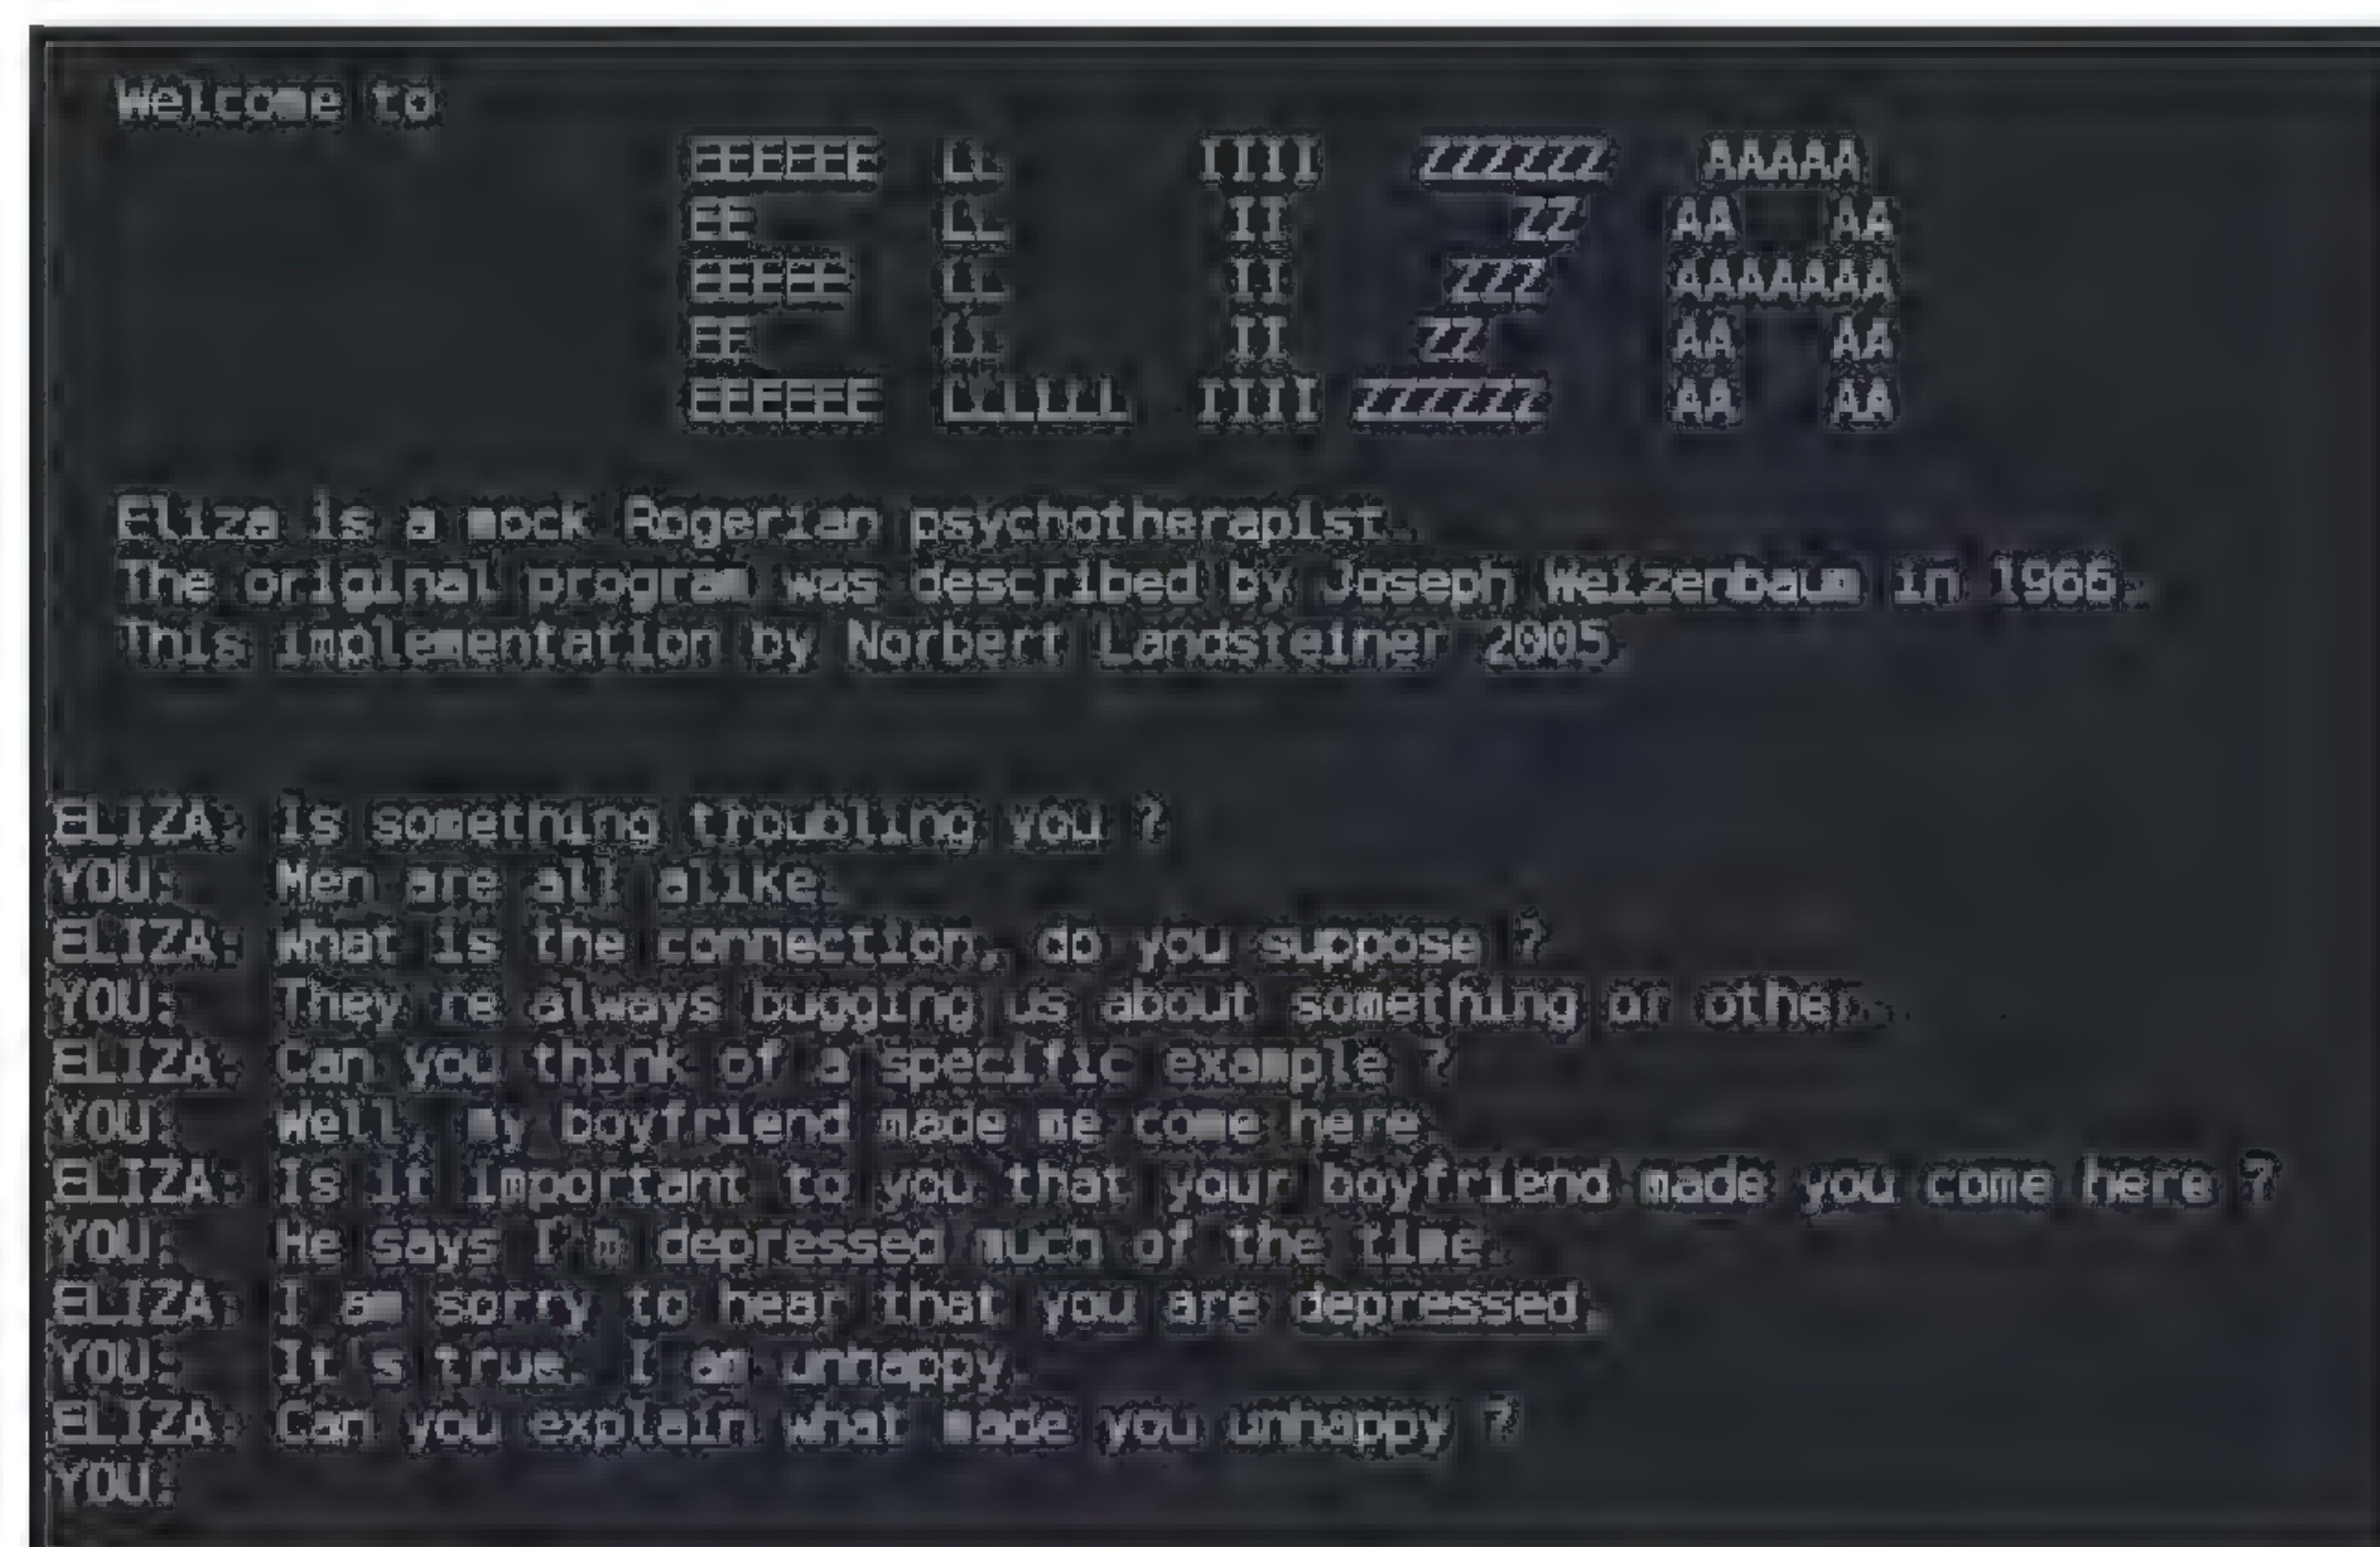 Welcome to
EEEEEE LL IIII ZZZZZZ AAAAA
EE LL II ZZ AA AA
EEEEE LL II ZZZ AAAAAAA
EE LL II ZZ AA AA
EEEEEE LLLLLL IIII ZZZZZZ AA AA
Eliza is a mock Rogerian psychotherapist.
The original program was described by Joseph Weizenbaum in 1966.
This implementation by Norbert Landsteiner 2005.
ELIZA: Is something troubling you ?
YOU: Men are all alike.
ELIZA: What is the connection, do you suppose ?
YOU: They're always bugging us about something or other.
ELIZA: Can you think of a specific example ?
YOU: Well, my boyfriend made me come here.
ELIZA: Is it important to you that your boyfriend made you come here ?
YOU: He says I'm depressed much of the time.
ELIZA: I am sorry to hear that you are depressed.
YOU: It's true. I am unhappy.
ELIZA: Can you explain what made you unhappy ?
YOU: